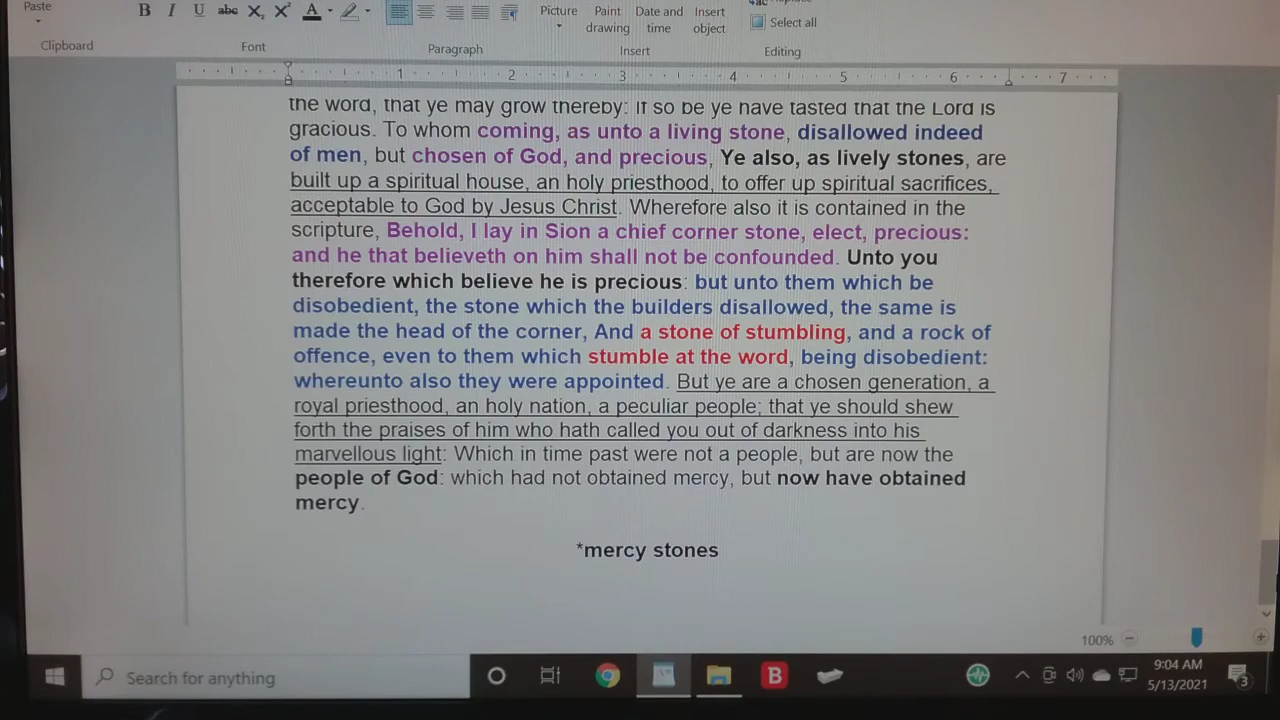 Paste
B I U abc X₂ X² A
Picture Paint drawing Date and time Insert object
Select all
Clipboard Font Paragraph Insert Editing
1 2 3 4 5 6 7
the word, that ye may grow thereby: If so be ye have tasted that the Lord is
gracious. To whom coming, as unto a living stone, disallowed indeed
of men, but chosen of God, and precious, Ye also, as lively stones, are
built up a spiritual house, an holy priesthood, to offer up spiritual sacrifices,
acceptable to God by Jesus Christ. Wherefore also it is contained in the
scripture, Behold, I lay in Sion a chief corner stone, elect, precious:
and he that believeth on him shall not be confounded. Unto you
therefore which believe he is precious: but unto them which be
disobedient, the stone which the builders disallowed, the same is
made the head of the corner, And a stone of stumbling, and a rock of
offence, even to them which stumble at the word, being disobedient:
whereunto also they were appointed. But ye are a chosen generation, a
royal priesthood, an holy nation, a peculiar people; that ye should shew
forth the praises of him who hath called you out of darkness into his
marvellous light: Which in time past were not a people, but are now the
people of God: which had not obtained mercy, but now have obtained
mercy.
*mercy stones
100%
Search for anything
B
9:04 AM
5/13/2021
3